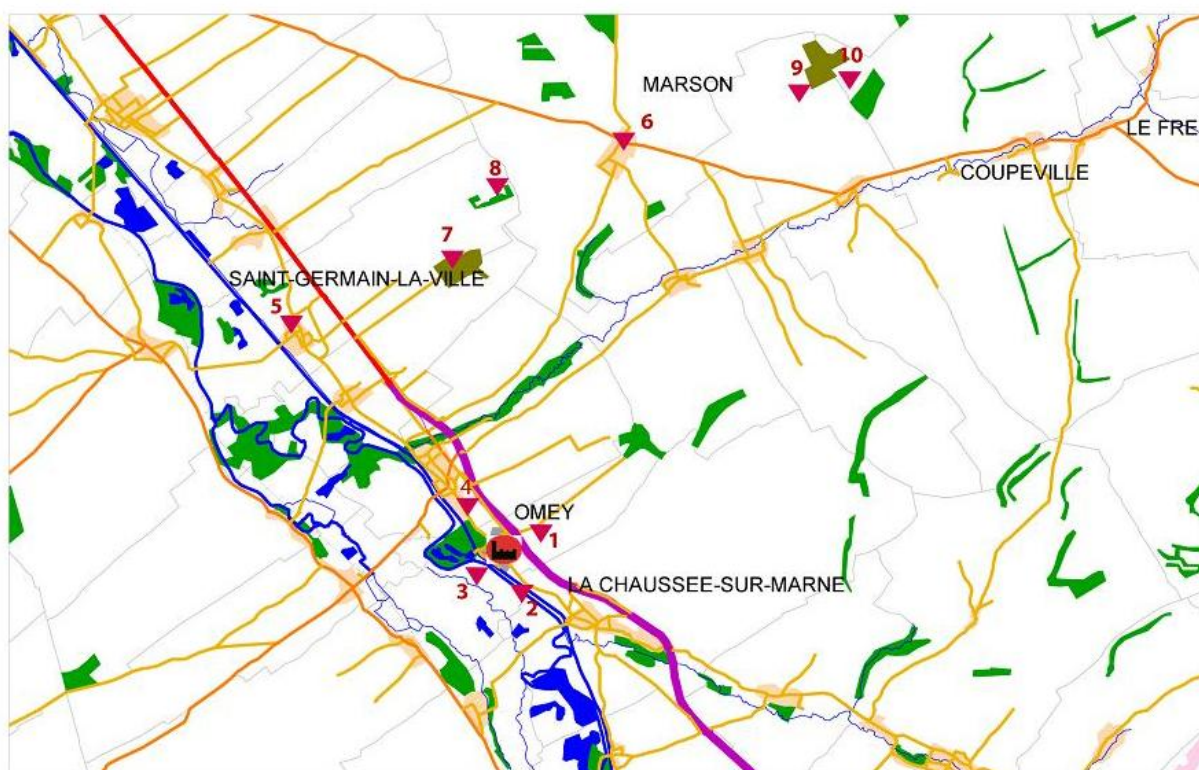 9
10
MARSON
6
LE FRE
COUPEVILLE
8
7
SAINT-GERMAIN-LA-VILLE
5
4
OMEY
1
LA CHAUSSEE-SUR-MARNE
3
2